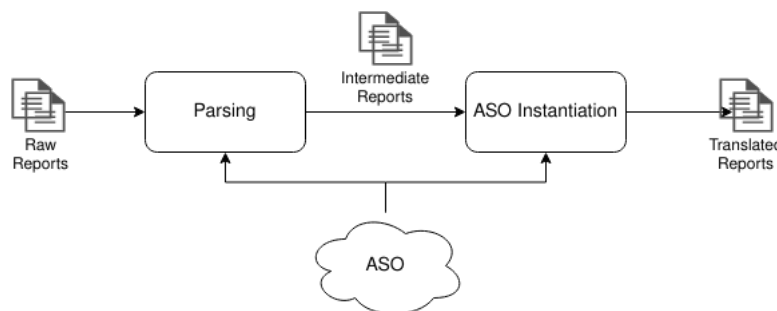 Raw
Reports
Parsing
Intermediate
Reports
ASO Instantiation
Translated
Reports
ASO